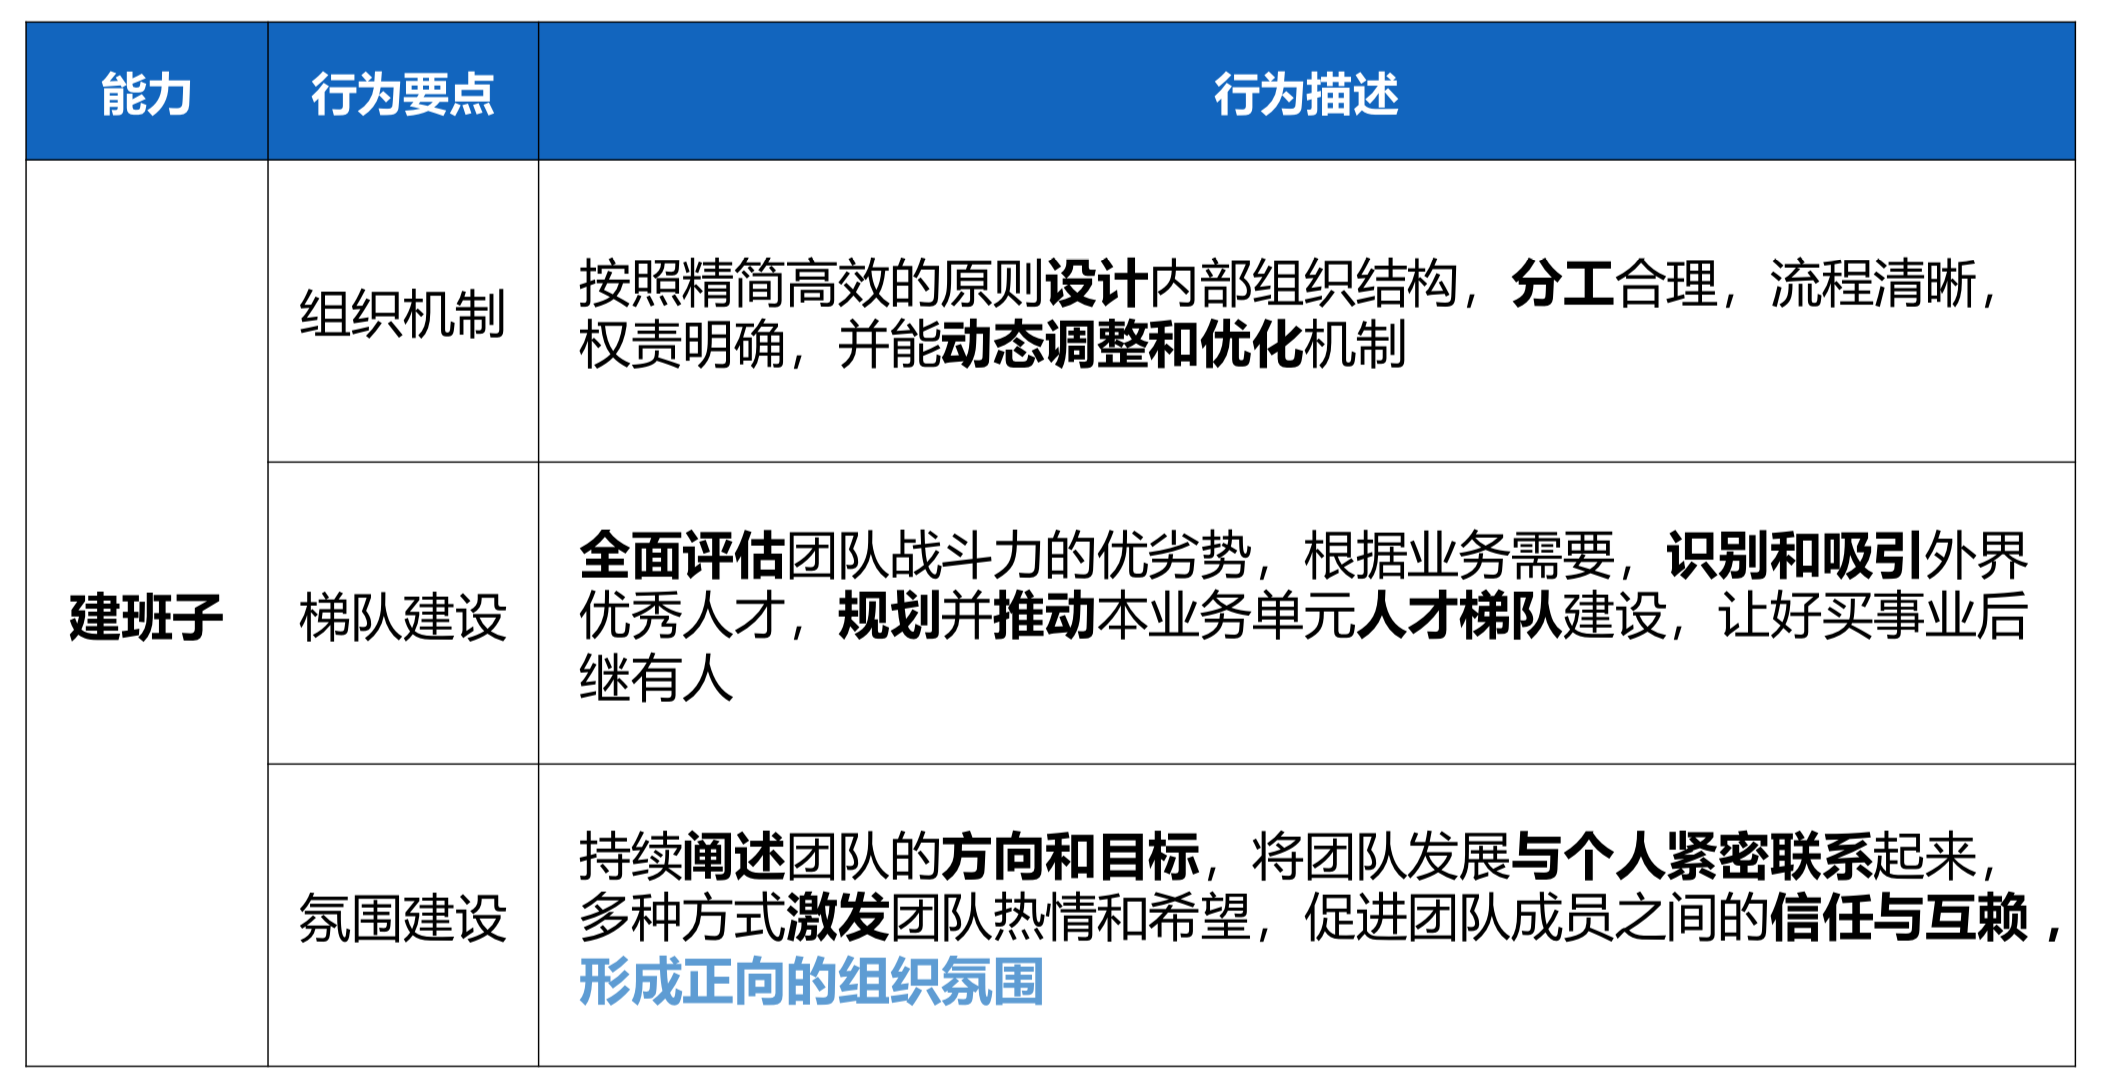 能力
行为要点
行为描述
建班子
组织机制
按照精简高效的原则设计内部组织结构，分工合理，流程清晰，
权责明确，并能动态调整和优化机制
梯队建设
全面评估团队战斗力的优劣势，根据业务需要，识别和吸引外界
优秀人才，规划并推动本业务单元人才梯队建设，让好买事业后
继有人
氛围建设
持续阐述团队的方向和目标，将团队发展与个人紧密联系起来，
多种方式激发团队热情和希望，促进团队成员之间的信任与互赖，
形成正向的组织氛围